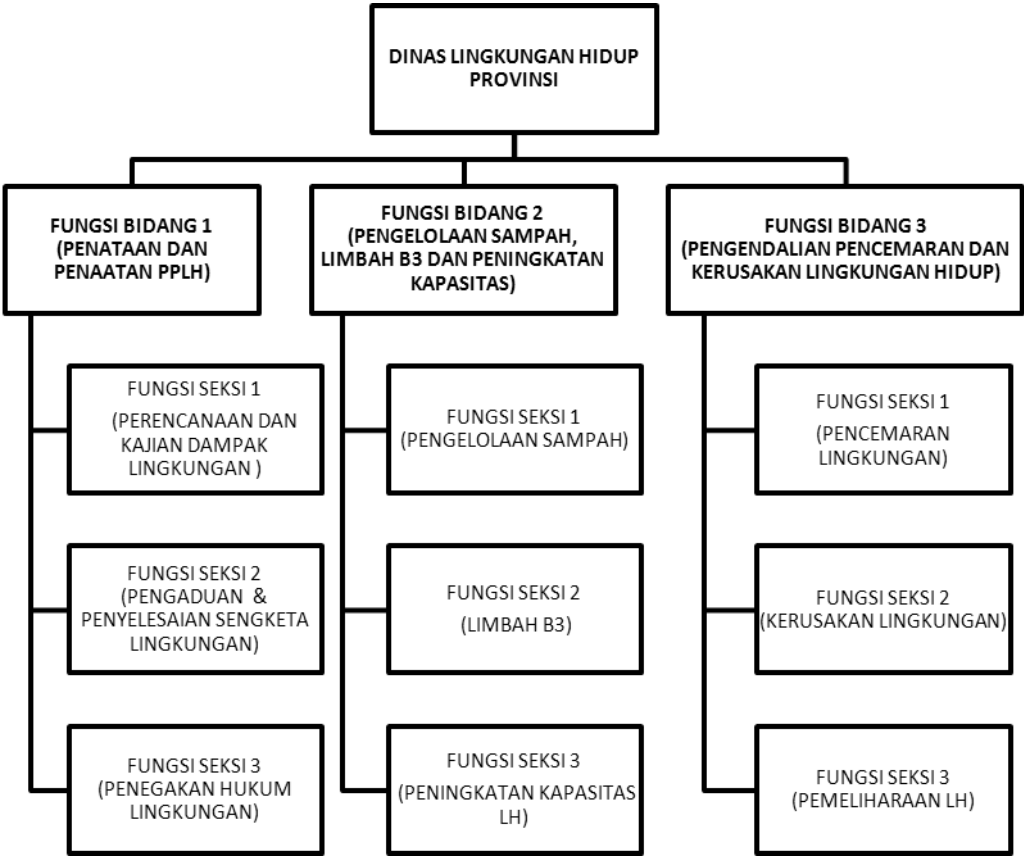 DINAS LINGKUNGAN HIDUP
PROVINSI
FUNGSI BIDANG 1
(PENATAAN DAN
PENAATAN PPLH)
FUNGSI SEKSI 1
(PERENCANAAN DAN
KAJIAN DAMPAK
LINGKUNGAN )
FUNGSI SEKSI 2
(PENGADUAN &
PENYELESAIAN SENGKETA
LINGKUNGAN)
FUNGSI SEKSI 3
(PENEGAKAN HUKUM
LINGKUNGAN)
FUNGSI BIDANG 2
(PENGELOLAAN SAMPAH,
LIMBAH B3 DAN PENINGKATAN
KAPASITAS)
FUNGSI SEKSI 1
(PENGELOLAAN SAMPAH)
FUNGSI SEKSI 2
(LIMBAH B3)
FUNGSI SEKSI 3
(PENINGKATAN KAPASITAS
LH)
FUNGSI BIDANG 3
(PENGENDALIAN PENCEMARAN DAN
KERUSAKAN LINGKUNGAN HIDUP)
FUNGSI SEKSI 1
(PENCEMARAN
LINGKUNGAN)
FUNGSI SEKSI 2
(KERUSAKAN LINGKUNGAN)
FUNGSI SEKSI 3
(PEMELIHARAAN LH)